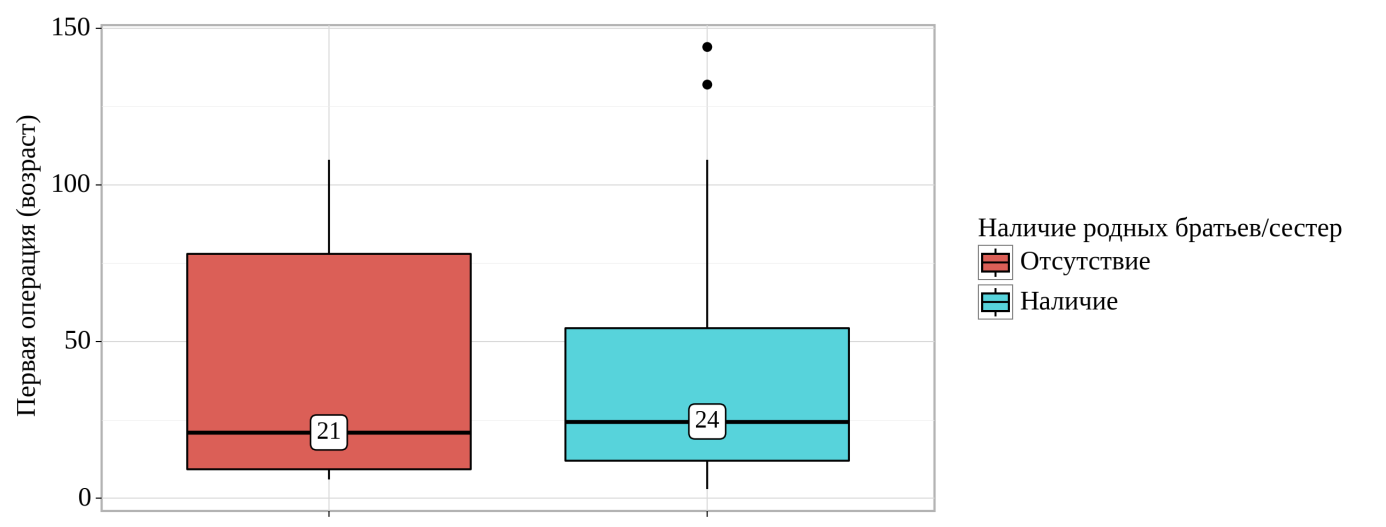 Первая операция (возраст)
150
100
50
0
21
24
Наличие родных братьев/сестер
Отсутствие
Наличие